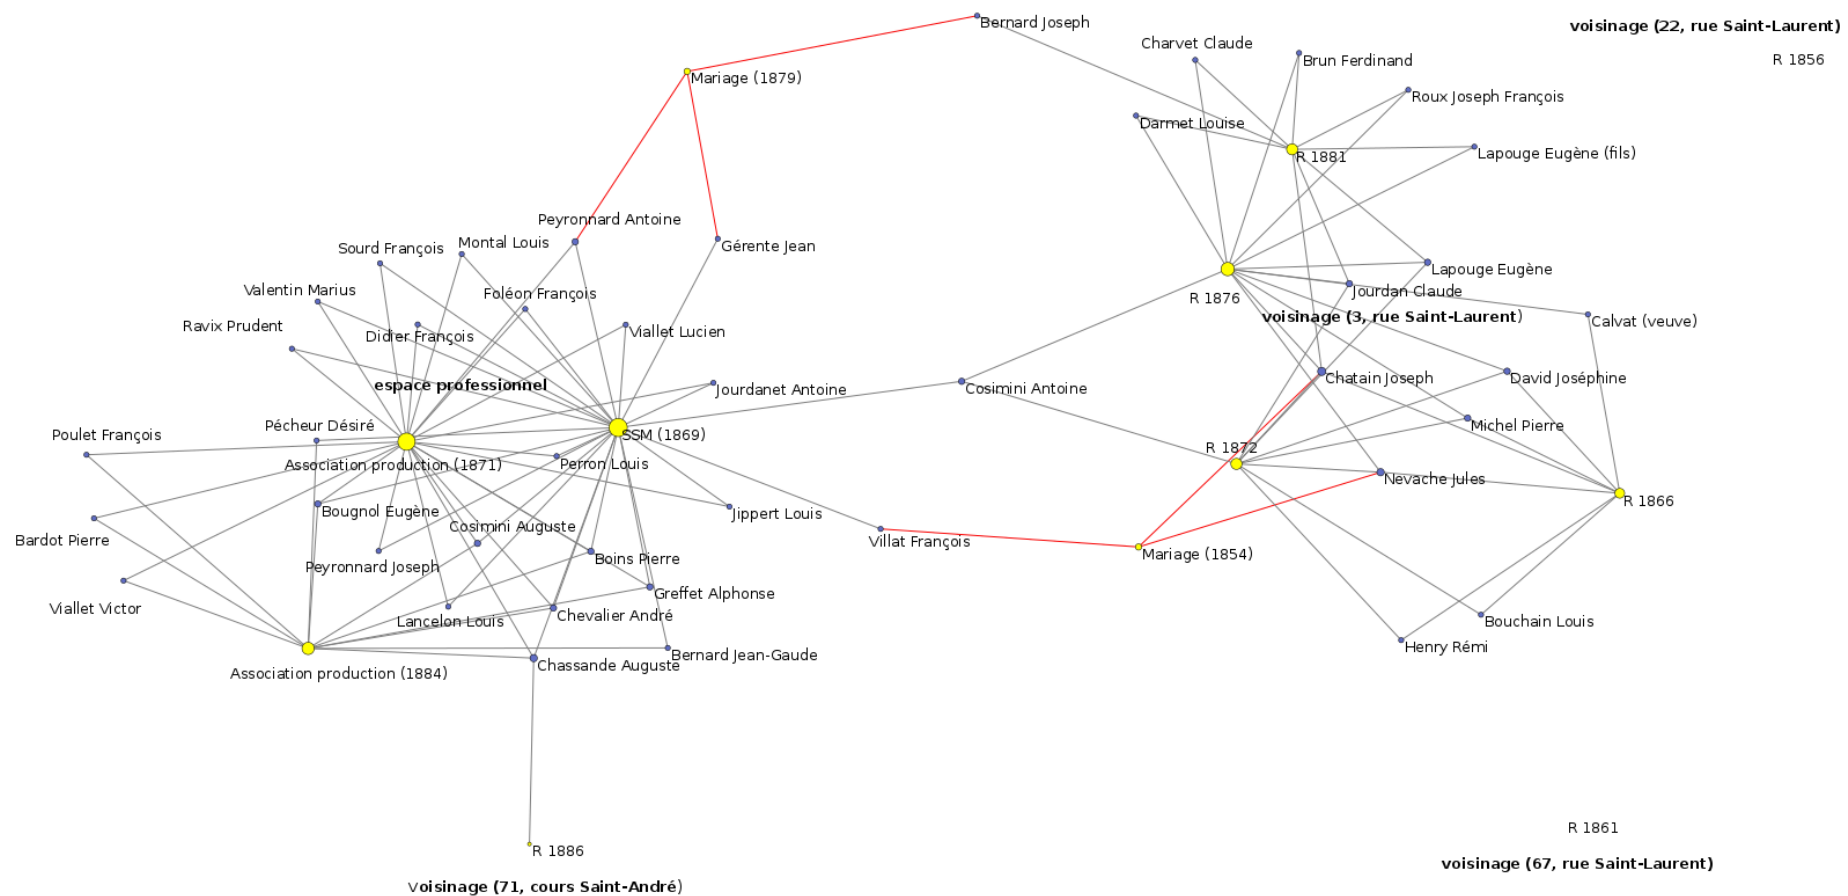 Bernard Joseph
voisinage (22, rue Saint-Laurent)
Charvet Claude
Brun Ferdinand
R 1856
Mariage (1879)
Roux Joseph François
Darmet Louise
R 1881
Lapouge Eugène (fils)
Peyronnard Antoine
Sourd François
Montal Louis
Gérente Jean
Lapouge Eugène
Valentin Marius
Foléon François
Jourdan Claude
R 1876
voisinage (3, rue Saint-Laurent)
Calvat (veuve)
Ravix Prudent
Didier François
Viallet Lucien
espace professionnel
Jourdanet Antoine
Cosimini Antoine
Chatain Joseph
David Joséphine
Pécheur Désiré
Michel Pierre
Poulet François
SSM (1869)
R 1872
Association production (1871)
Perron Louis
Nevache Jules
R 1866
Bougnol Eugène
Jippert Louis
Cosimini Auguste
Bardot Pierre
Villat François
Mariage (1854)
Peyronnard Joseph
Boins Pierre
Greffet Alphonse
Viallet Victor
Lancelon Louis
Chevalier André
Bouchain Louis
Henry Rémi
Bernard Jean-Gaude
Chassande Auguste
Association production (1884)
R 1861
R 1886
voisinage (67, rue Saint-Laurent)
Voisinage (71, cours Saint-André)